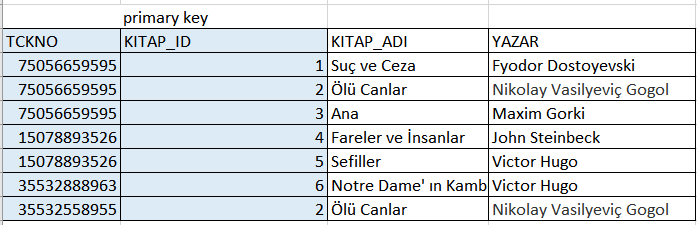 primary key
TCKNO KITAP_ID KITAP_ADI YAZAR
75056659595 1 Suç ve Ceza Fyodor Dostoyevski
75056659595 2 Ölü Canlar Nikolay Vasilyeviç Gogol
75056659595 3 Ana Maxim Gorki
15078893526 4 Fareler ve İnsanlar John Steinbeck
15078893526 5 Sefiller Victor Hugo
35532888963 6 Notre Dame' ın Kamb Victor Hugo
35532558955 2 Ölü Canlar Nikolay Vasilyeviç Gogol